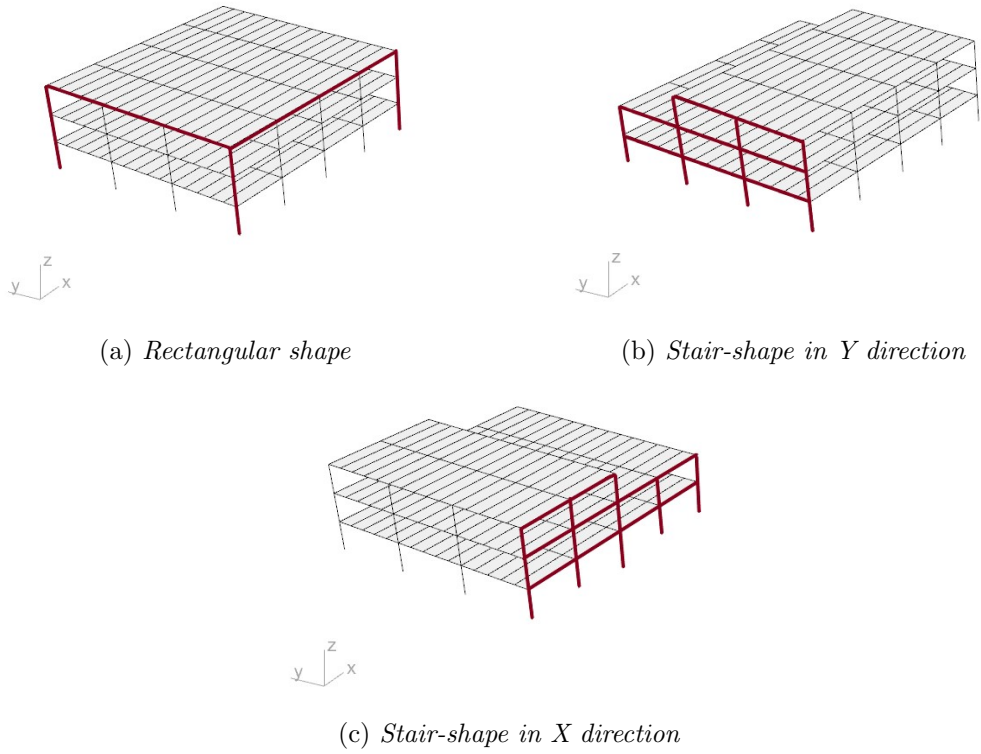 z
y x
(a) Rectangular shape
z
y x
(b) Stair-shape in Y direction
z
y x
(c) Stair-shape in X direction